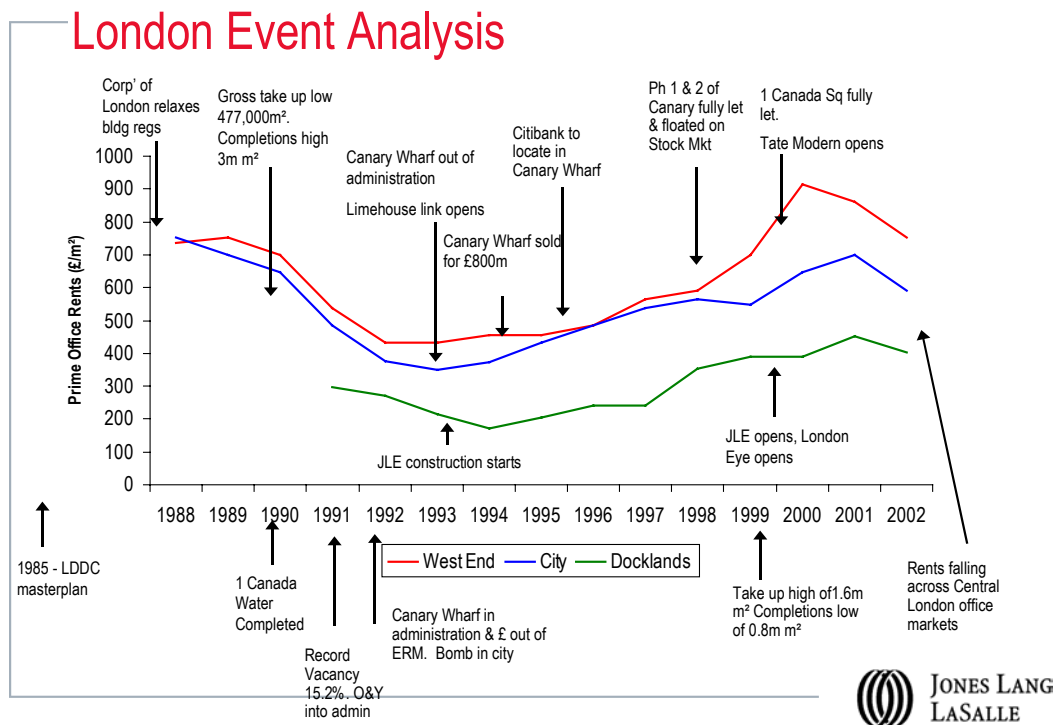 London Event Analysis
Corp' of
London relaxes
bldg regs
Gross take up low
477,000m².
Completions high
3m m²
Canary Wharf out of
administration
Limehouse link opens
Canary Wharf sold
for £800m
Citibank to
locate in
Canary Wharf
Ph 1 & 2 of
Canary fully let
& floated on
Stock Mkt
1 Canada Sq fully
let.
Tate Modern opens
Prime Office Rents (£/m²)
1000
900
800
700
600
500
400
300
200
100
0
JLE construction starts
JLE opens, London
Eye opens
1988 1989 1990 1991 1992 1993 1994 1995 1996 1997 1998 1999 2000 2001 2002
West End City Docklands
1985 - LDDC
masterplan
1 Canada
Water
Completed
Record
Vacancy
15.2%. O&Y
into admin
Canary Wharf in
administration & £ out of
ERM. Bomb in city
Take up high of1.6m
m² Completions low
of 0.8m m²
Rents falling
across Central
London office
markets
JONES LANG
LASALLE